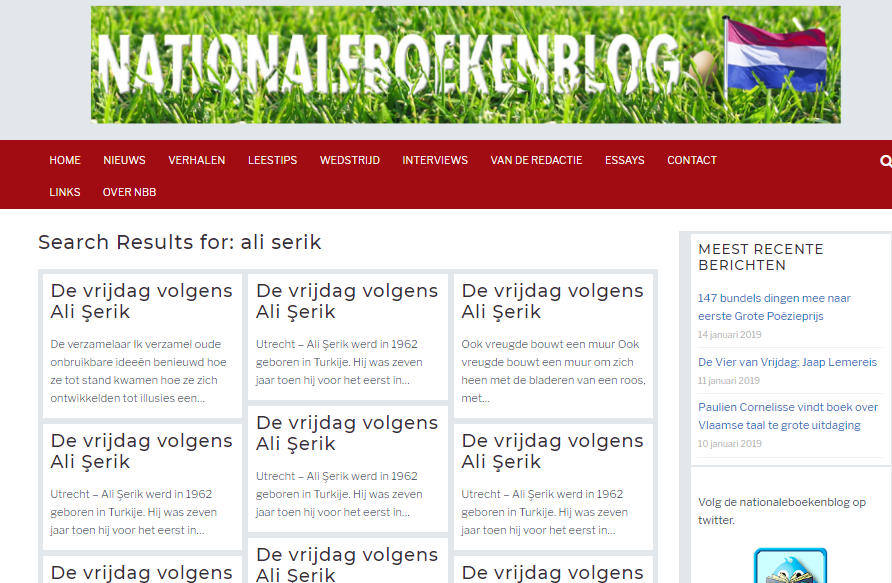 NATIONALEBOEKENBLOG
HOME NIEUWS VERHALEN LEESTIPS WEDSTRIJD INTERVIEWS VAN DE REDACTIE ESSAYS CONTACT
LINKS OVER NBB
Search Results for: ali serik
De vrijdag volgens
Ali Şerik
De verzamelaar Ik verzamel oude
onbruikbare ideeën benieuwd hoe
ze tot stand kwamen hoe ze zich
ontwikkelden tot illusies een...
De vrijdag volgens
Ali Şerik
Utrecht – Ali Şerik werd in 1962
geboren in Turkije. Hij was zeven
jaar toen hij voor het eerst in...
De vrijdag volgens
De vrijdag volgens
Ali Şerik
Utrecht – Ali Şerik werd in 1962
geboren in Turkije. Hij was zeven
jaar toen hij voor het eerst in...
De vrijdag volgens
Ali Şerik
Utrecht – Ali Şerik werd in 1962
geboren in Turkije. Hij was zeven
jaar toen hij voor het eerst in...
De vrijdag volgens
Ali Şerik
De vrijdag volgens
Ali Şerik
Ook vreugde bouwt een muur Ook
vreugde bouwt een muur om zich
heen met de bladeren van een roos,
met...
De vrijdag volgens
Ali Şerik
Utrecht – Ali Şerik werd in 1962
geboren in Turkije. Hij was zeven
jaar toen hij voor het eerst in...
De vrijdag volgens
MEEST RECENTE
BERICHTEN
147 bundels dingen mee naar
eerste Grote Poëzieprijs
14 januari 2019
De Vier van Vrijdag: Jaap Lemereis
11 januari 2019
Paulien Cornelisse vindt boek over
Vlaamse taal te grote uitdaging
10 januari 2019
Volg de nationaleboekenblog op
twitter.